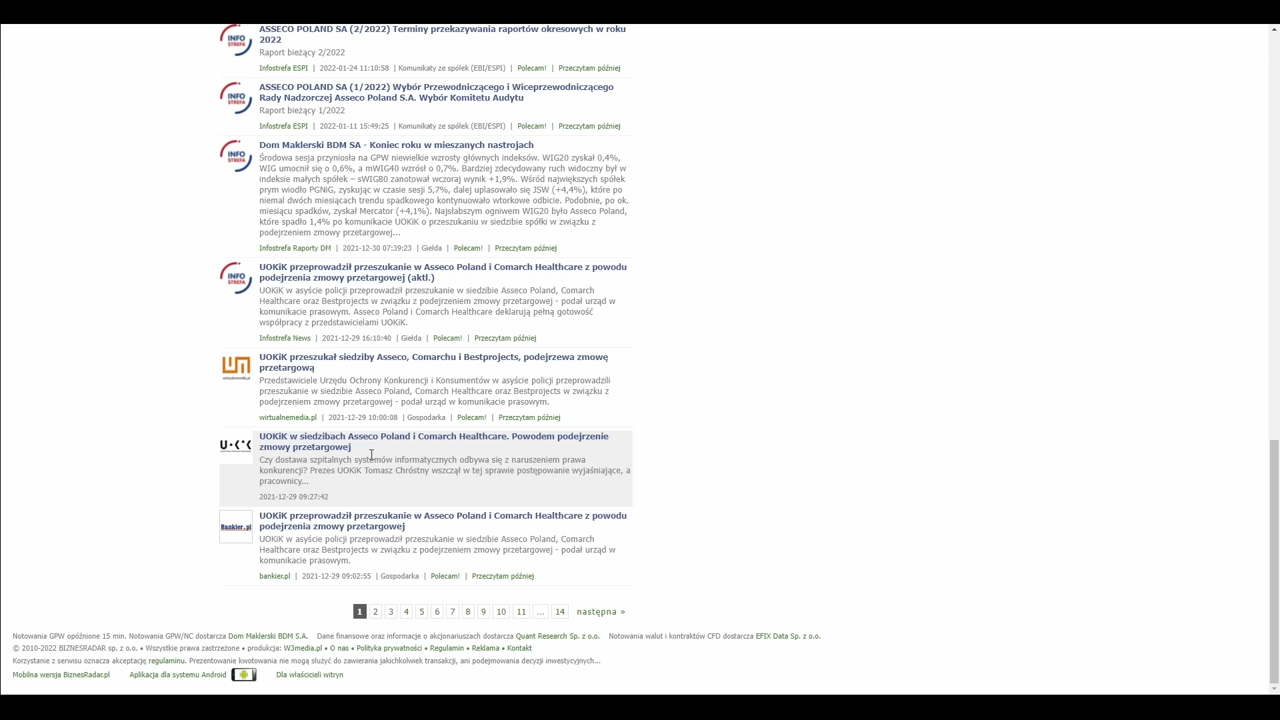 INFO STREFA ASSECO POLAND SA (2/2022) Terminy przekazywania raportów okresowych w roku
2022
Raport bieżący 2/2022
Infostrefa ESPI | 2022-01-24 11:10:58 | Komunikaty ze spółek (EBI/ESPI) | Polecam! | Przeczytam później
INFO STREFA ASSECO POLAND SA (1/2022) Wybór Przewodniczącego i Wiceprzewodniczącego
Rady Nadzorczej Asseco Poland S.A. Wybór Komitetu Audytu
Raport bieżący 1/2022
Infostrefa ESPI | 2022-01-11 15:49:25 | Komunikaty ze spółek (EBI/ESPI) | Polecam! | Przeczytam później
INFO STREFA Dom Maklerski BDM SA - Koniec roku w mieszanych nastrojach
Środowa sesja przyniosła na GPW niewielkie wzrosty głównych indeksów. WIG20 zyskał 0,4%,
WIG umocnił się o 0,6%, a mWIG40 wzrósł o 0,7%. Bardziej zdecydowany ruch widoczny był w
indeksie małych spółek – sWIG80 zanotował wczoraj wynik +1,9%. Wśród największych spółek
prym wiodło PGNiG, zyskując w czasie sesji 5,7%, dalej uplasowało się JSW (+4,4%), które po
niemal dwóch miesiącach trendu spadkowego kontynuowało wtorkowe odbicie. Podobnie, po ok.
miesiącu spadków, zyskał Mercator (+4,1%). Najsłabszym ogniwem WIG20 było Asseco Poland,
które spadło 1,4% po komunikacie UOKiK o przeszukaniu w siedzibie spółki w związku z
podejrzeniem zmowy przetargowej...
Infostrefa Raporty DM | 2021-12-30 07:39:23 | Giełda | Polecam! | Przeczytam później
INFO STREFA UOKiK przeprowadził przeszukanie w Asseco Poland i Comarch Healthcare z powodu
podejrzenia zmowy przetargowej (aktl.)
UOKiK w asyście policji przeprowadził przeszukanie w siedzibie Asseco Poland, Comarch
Healthcare oraz Bestprojects w związku z podejrzeniem zmowy przetargowej - podał urząd w
komunikacie prasowym. Asseco Poland i Comarch Healthcare deklarują pełną gotowość
współpracy z przedstawicielami UOKiK.
Infostrefa News | 2021-12-29 16:10:40 | Giełda | Polecam! | Przeczytam później
wirtualnemedia.pl UOKiK przeszukał siedziby Asseco, Comarchu i Bestprojects, podejrzewa zmowę
przetargową
Przedstawiciele Urzędu Ochrony Konkurencji i Konsumentów w asyście policji przeprowadzili
przeszukanie w siedzibie Asseco Poland, Comarch Healthcare oraz Bestprojects w związku z
podejrzeniem zmowy przetargowej - podał urząd w komunikacie prasowym.
wirtualnemedia.pl | 2021-12-29 10:00:08 | Gospodarka | Polecam! | Przeczytam później
UOKiK w siedzibach Asseco Poland i Comarch Healthcare. Powodem podejrzenie
zmowy przetargowej
Czy dostawa szpitalnych systemów informatycznych odbywa się z naruszeniem prawa
konkurencji? Prezes UOKiK Tomasz Chróstny wszczął w tej sprawie postępowanie wyjaśniające, a
pracownicy...
2021-12-29 09:27:42
Bankier.pl UOKiK przeprowadził przeszukanie w Asseco Poland i Comarch Healthcare z powodu
podejrzenia zmowy przetargowej
UOKiK w asyście policji przeprowadził przeszukanie w siedzibie Asseco Poland, Comarch
Healthcare oraz Bestprojects w związku z podejrzeniem zmowy przetargowej - podał urząd w
komunikacie prasowym.
bankier.pl | 2021-12-29 09:02:55 | Gospodarka | Polecam! | Przeczytam później
1 2 3 4 5 6 7 8 9 10 11 ... 14 następna »
Notowania GPW opóźnione 15 min. Notowania GPW/NC dostarcza Dom Maklerski BDM S.A. Dane finansowe oraz informacje o akcjonariuszach dostarcza Quant Research Sp. z o.o. Notowania walut i kontraktów CFD dostarcza EFIX Data Sp. z o.o.
© 2010-2022 BIZNESRADAR sp. z o.o. • Wszystkie prawa zastrzeżone • produkcja: W3media.pl • O nas • Polityka prywatności • Regulamin • Reklama • Kontakt
Korzystanie z serwisu oznacza akceptację regulaminu. Prezentowanie kwotowania nie mogą służyć do zawierania jakichkolwiek transakcji, ani podejmowania decyzji inwestycyjnych...
Mobilna wersja BiznesRadar.pl Aplikacja dla systemu Android Dla właścicieli witryn